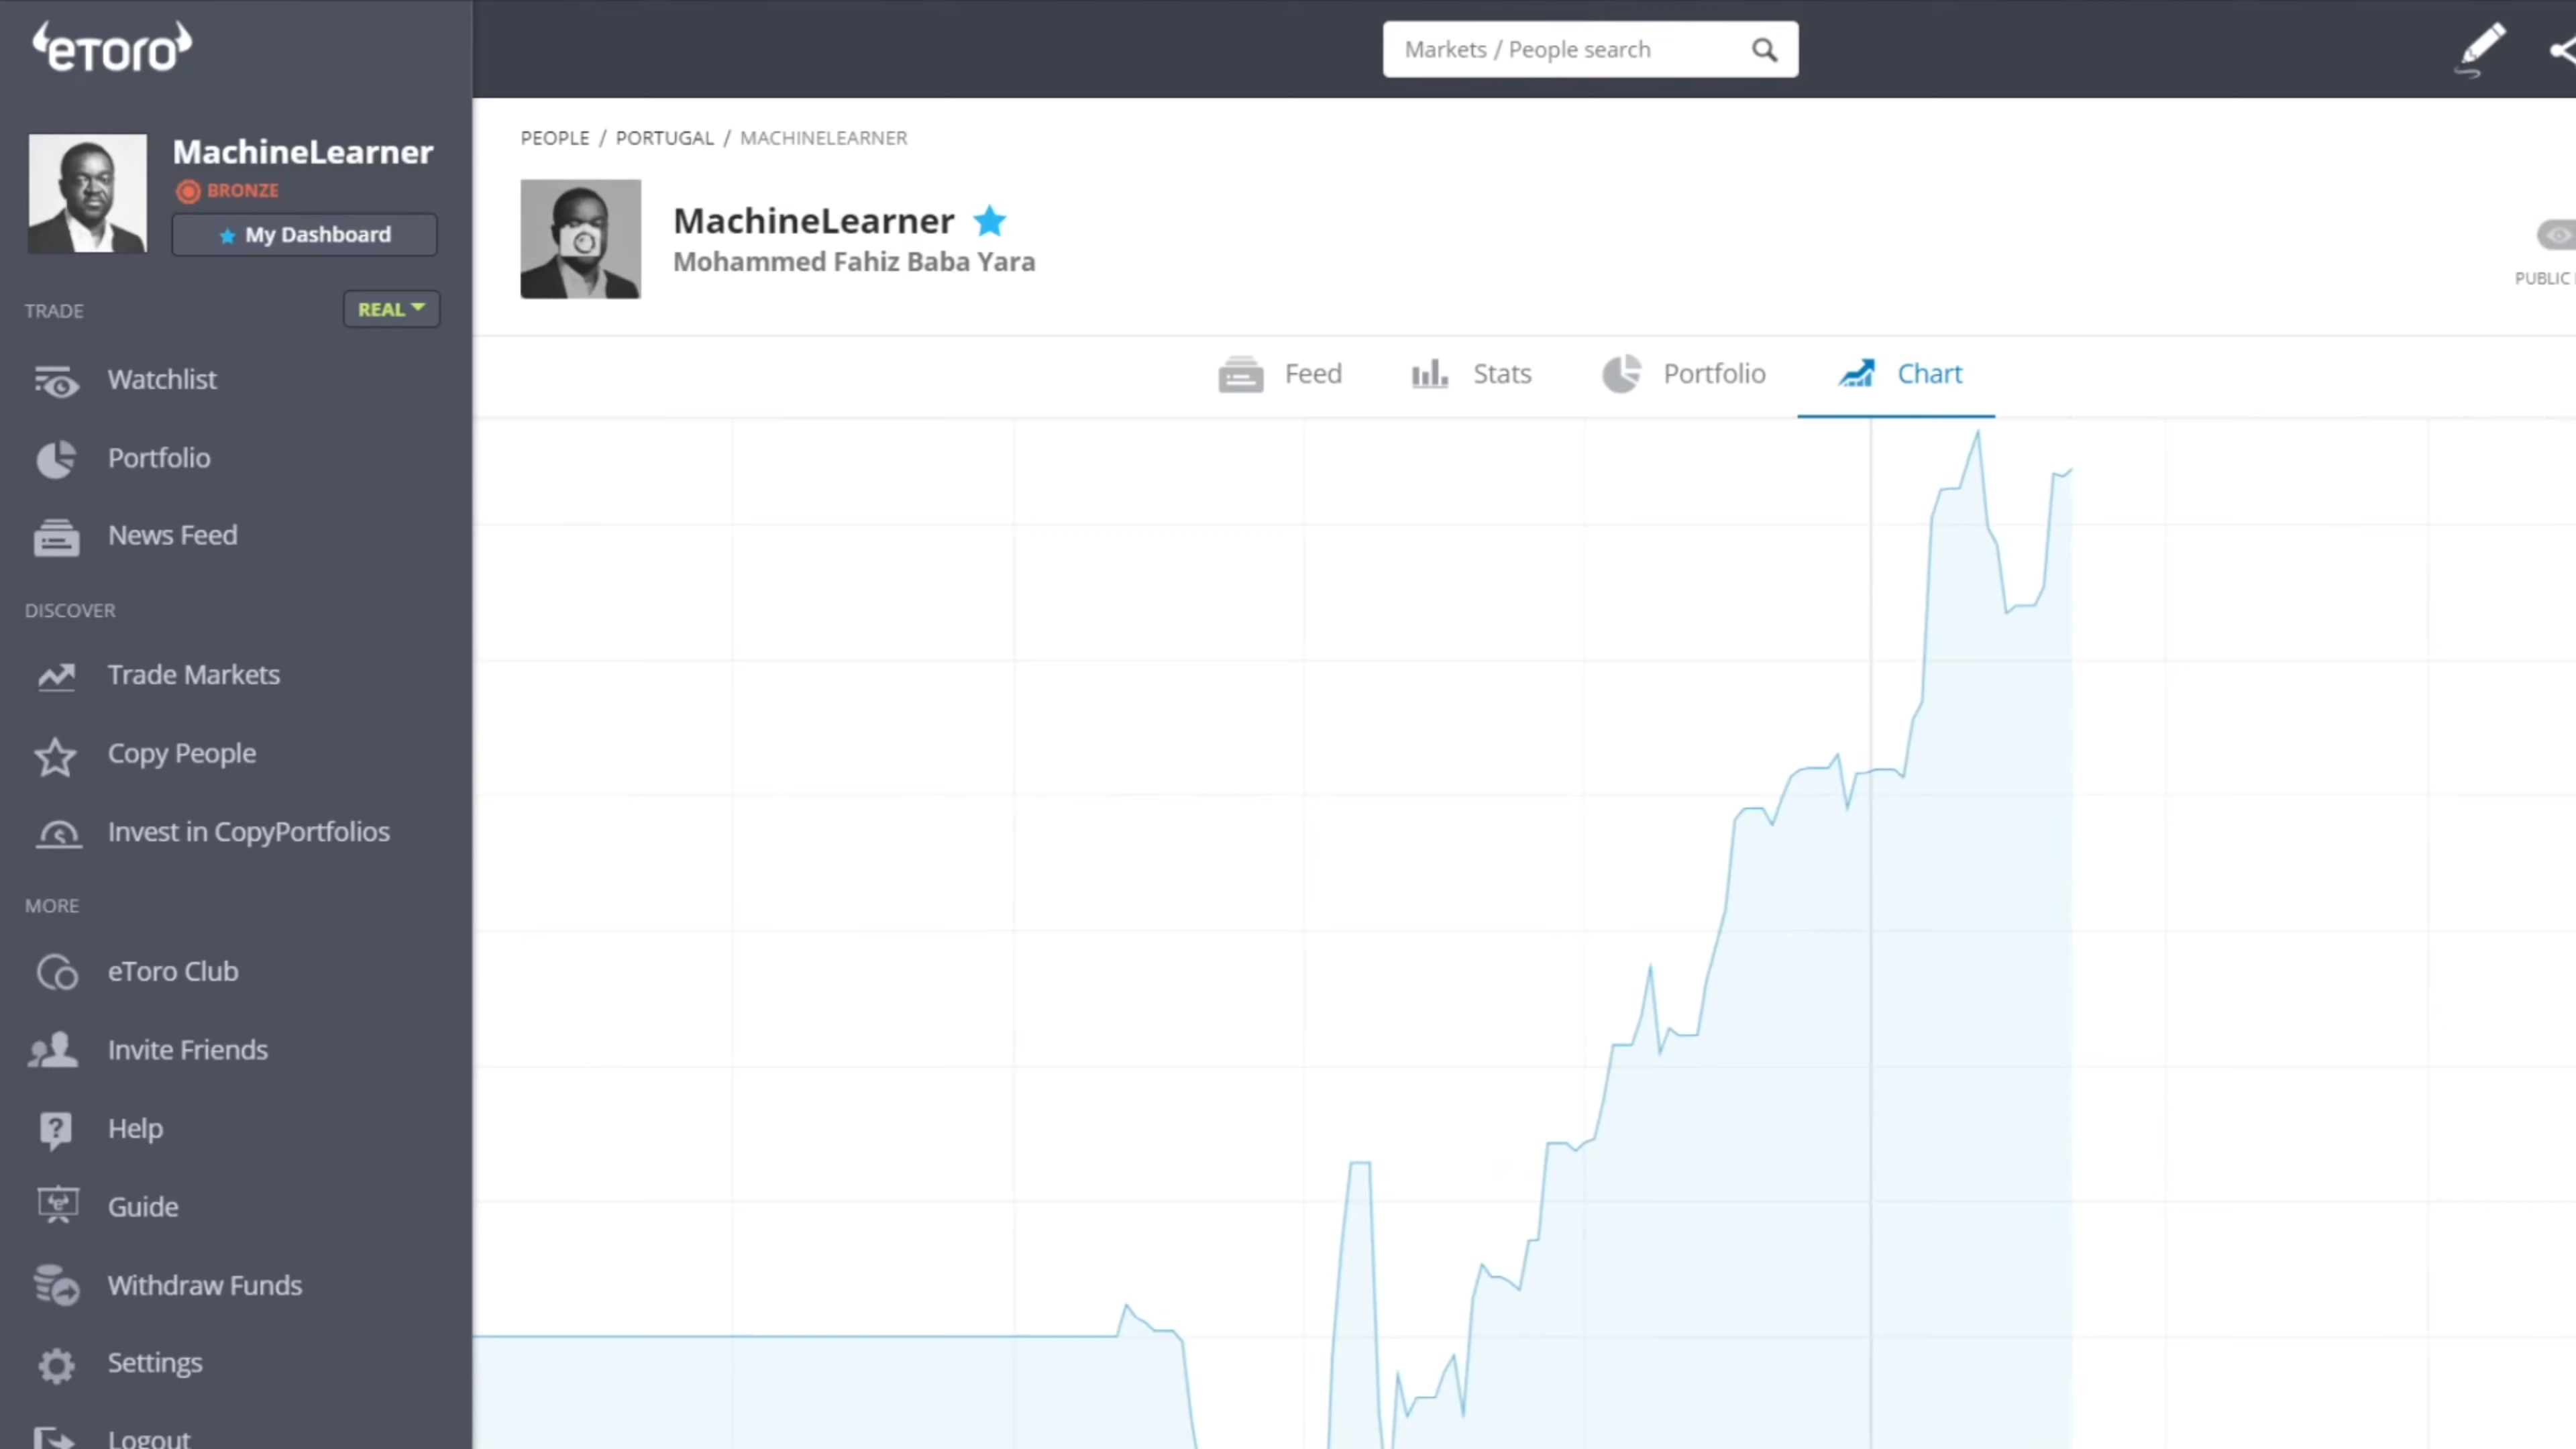 eToro
Markets / People search
MachineLearner
BRONZE
My Dashboard
PEOPLE / PORTUGAL / MACHINELEARNER
MachineLearner
Mohammed Fahiz Baba Yara
PUBLIC
TRADE
REAL
Feed
Stats
Portfolio
Chart
Watchlist
Portfolio
News Feed
DISCOVER
Trade Markets
Copy People
Invest in CopyPortfolios
MORE
eToro Club
Invite Friends
Help
Guide
Withdraw Funds
Settings
Logout